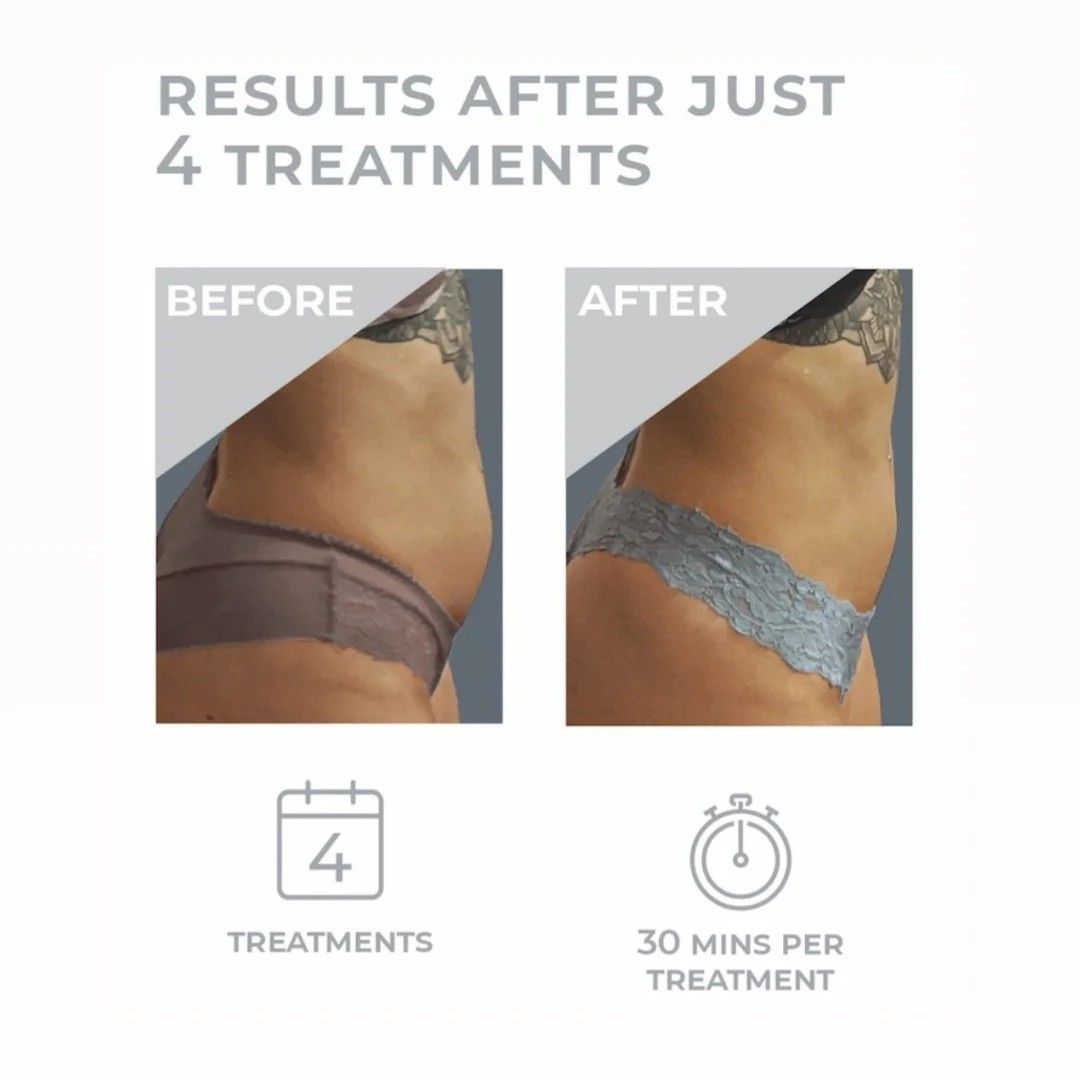 RESULTS AFTER JUST
4 TREATMENTS
BEFORE
AFTER
4
TREATMENTS
30 MINS PER
TREATMENT